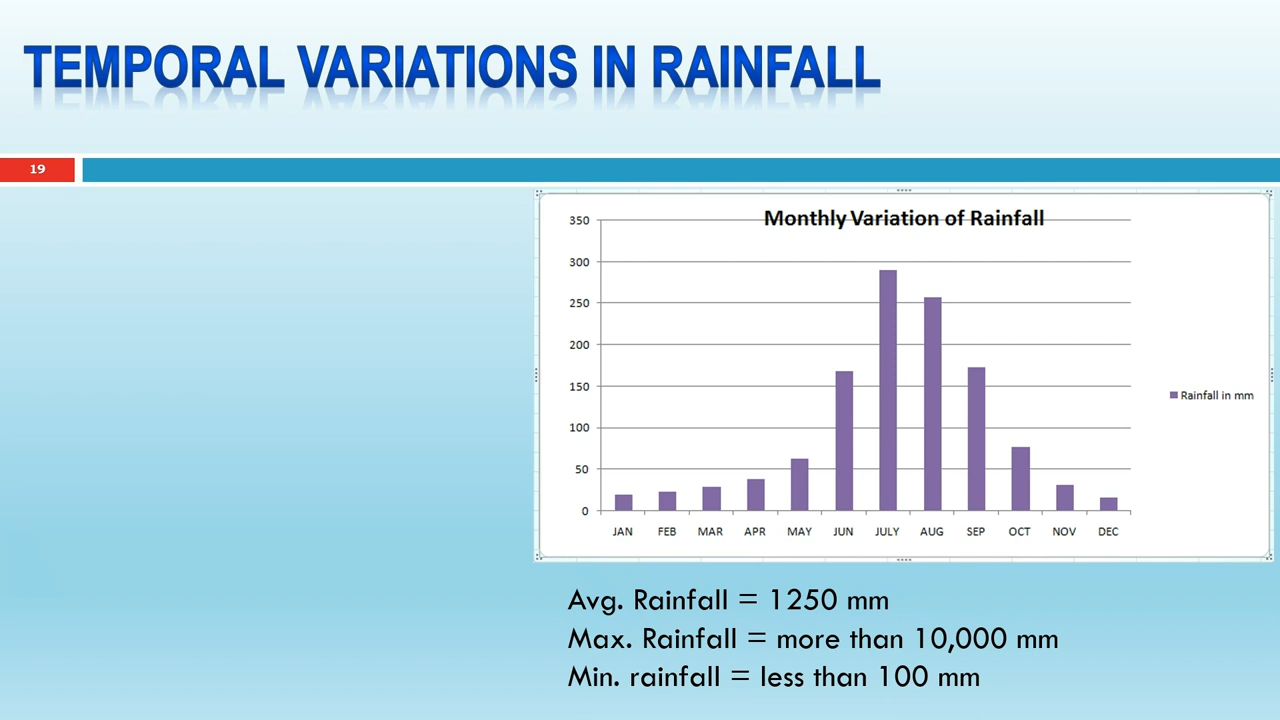 TEMPORAL VARIATIONS IN RAINFALL
19
Monthly Variation of Rainfall
350
300
250
200
150
100
50
0
JAN FEB MAR APR MAY JUN JULY AUG SEP OCT NOV DEC
Rainfall in mm
Avg. Rainfall = 1250 mm
Max. Rainfall = more than 10,000 mm
Min. rainfall = less than 100 mm